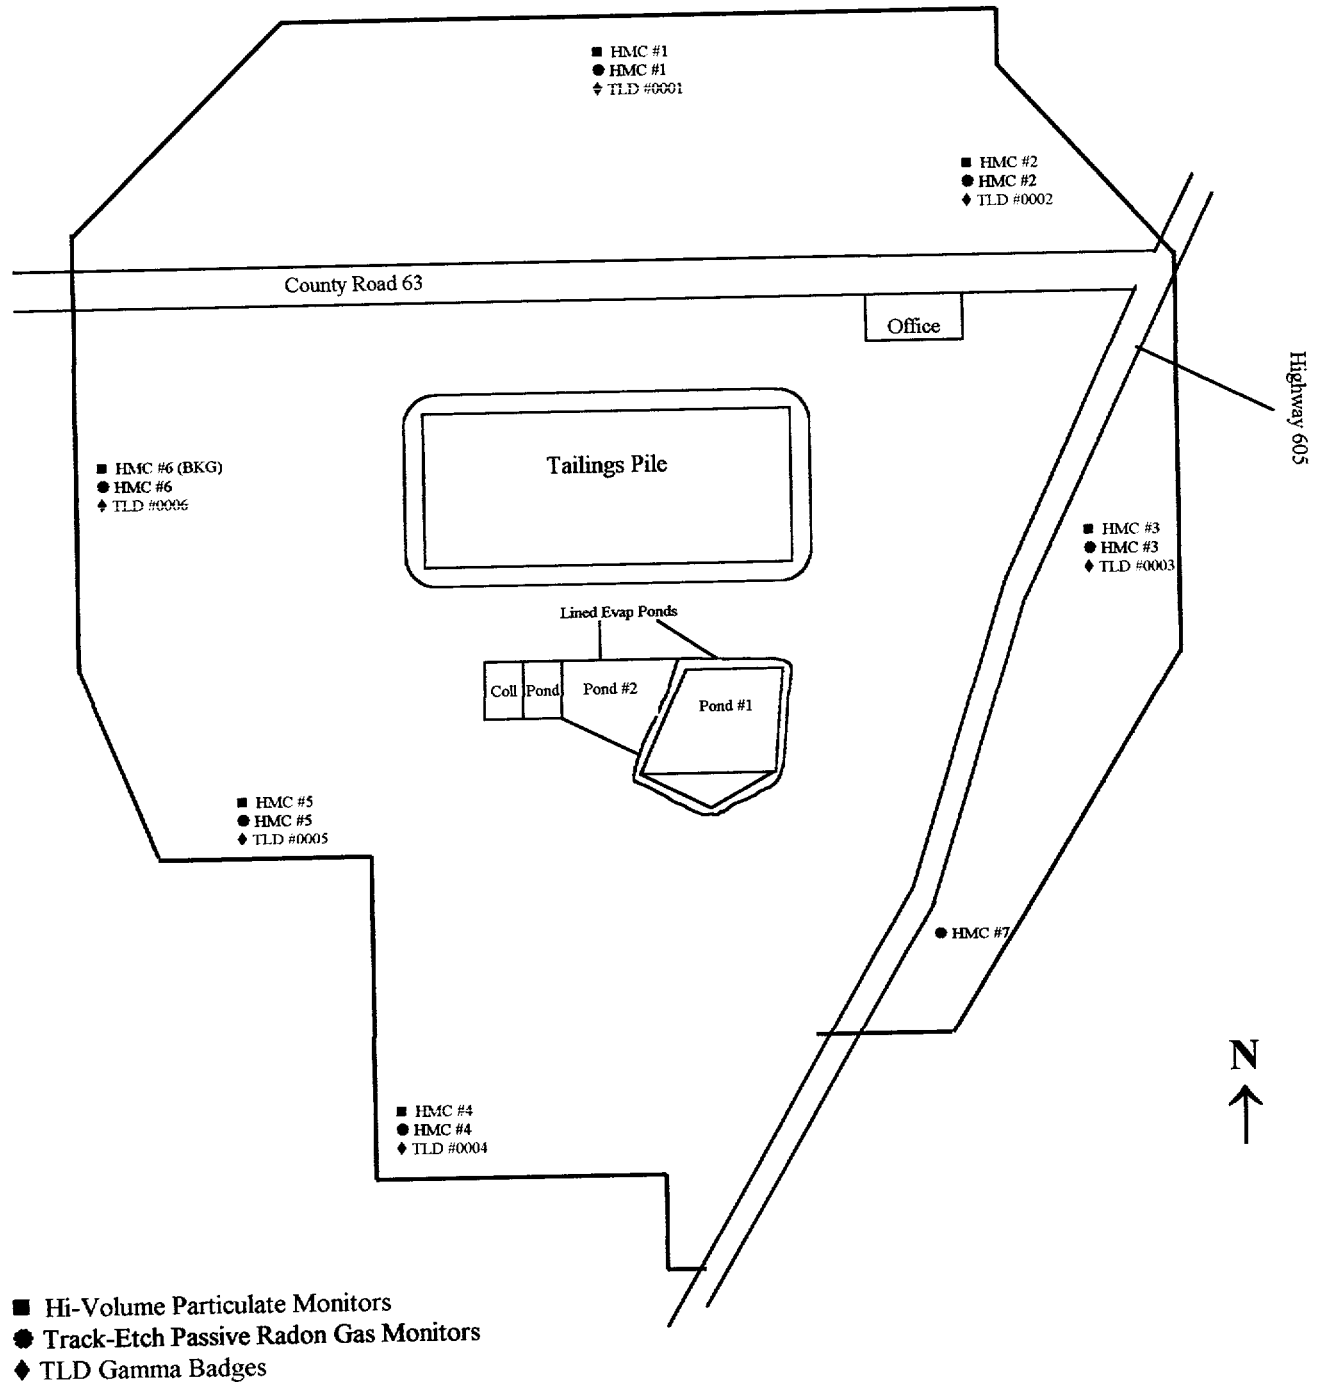 HMC #1
HMC #1
TLD #0001
HMC #2
HMC #2
TLD #0002
County Road 63
Office
Highway 605
Tailings Pile
HMC #6 (BKG)
HMC #6
TLD #0006
HMC #3
HMC #3
TLD #0003
Lined Evap Ponds
Coll Pond
Pond #2
Pond #1
HMC #5
HMC #5
TLD #0005
HMC #7
N
HMC #4
HMC #4
TLD #0004
Hi-Volume Particulate Monitors
Track-Etch Passive Radon Gas Monitors
TLD Gamma Badges